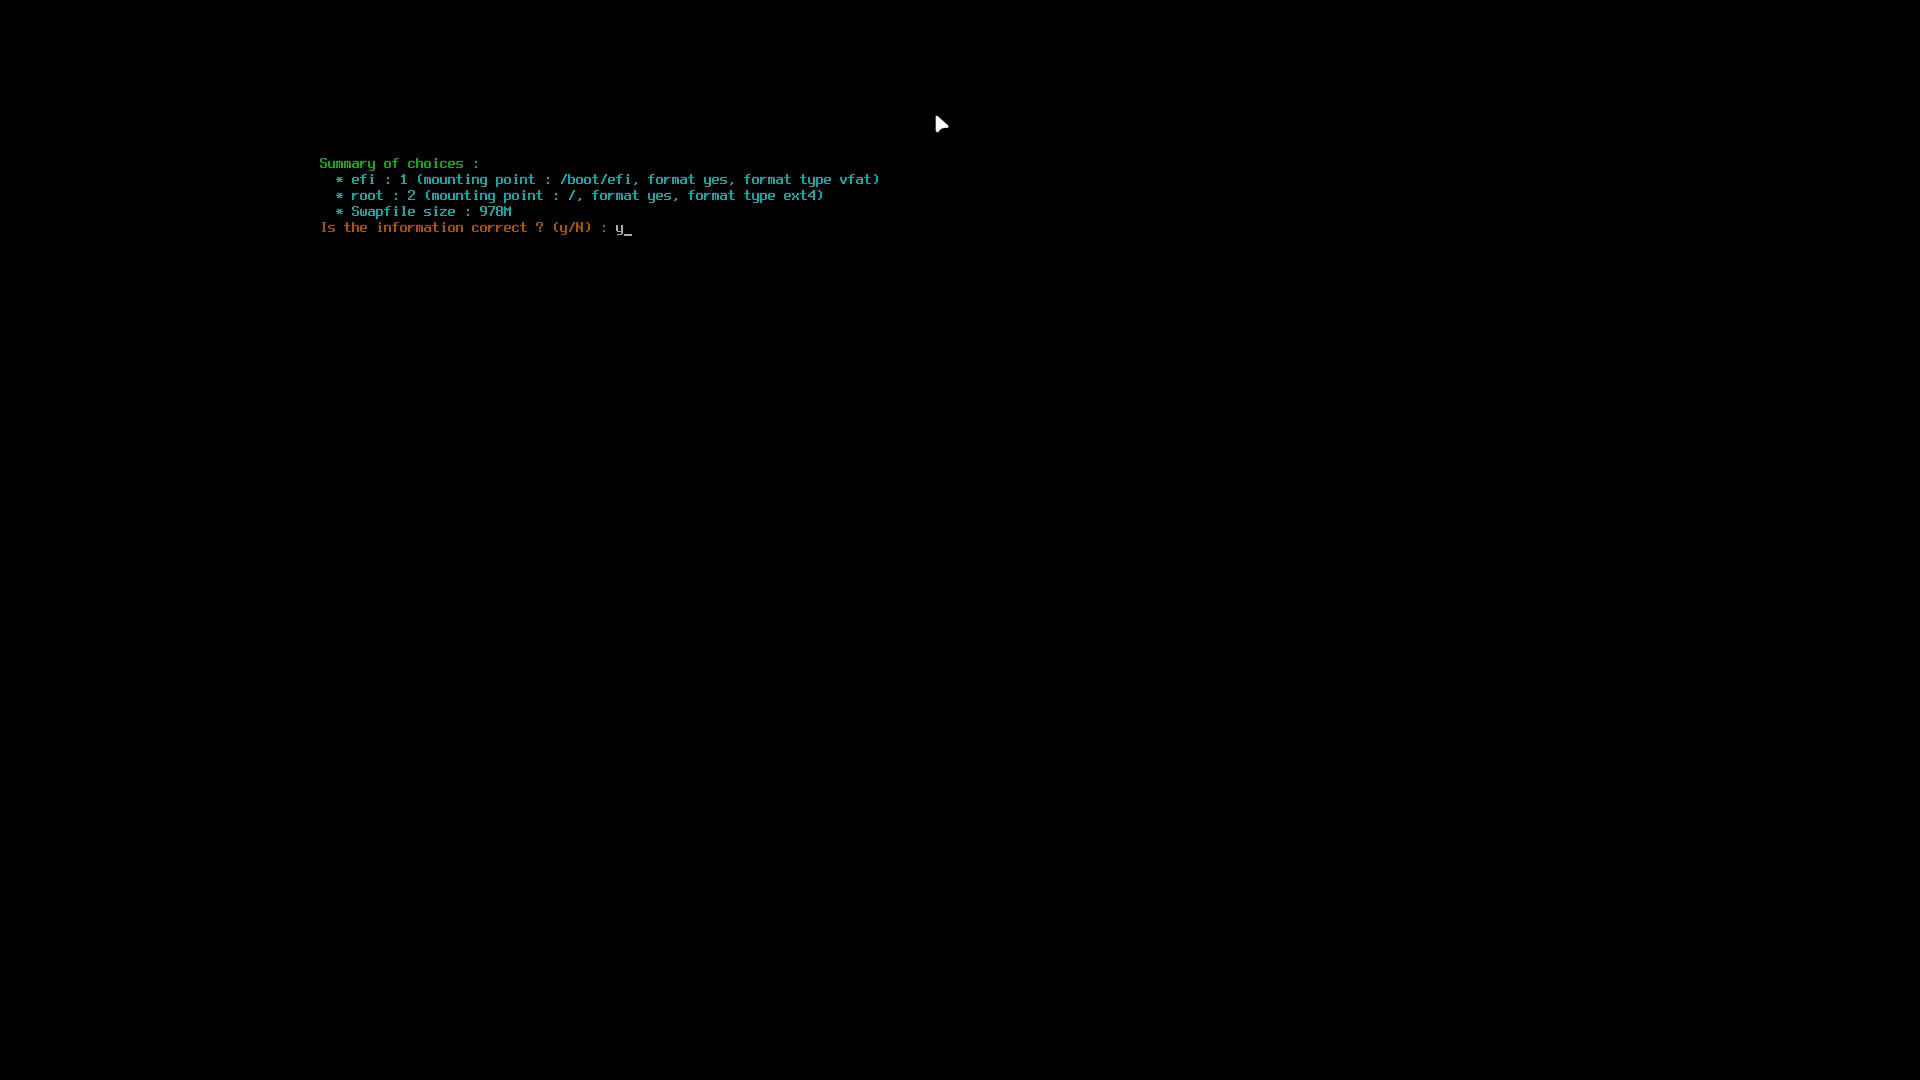 Summary of choices :
* efi : 1 (mounting point : /boot/efi, format yes, format type vfat)
* root : 2 (mounting point : /, format yes, format type ext4)
* Swapfile size : 978M
Is the information correct ? (y/N) : y_